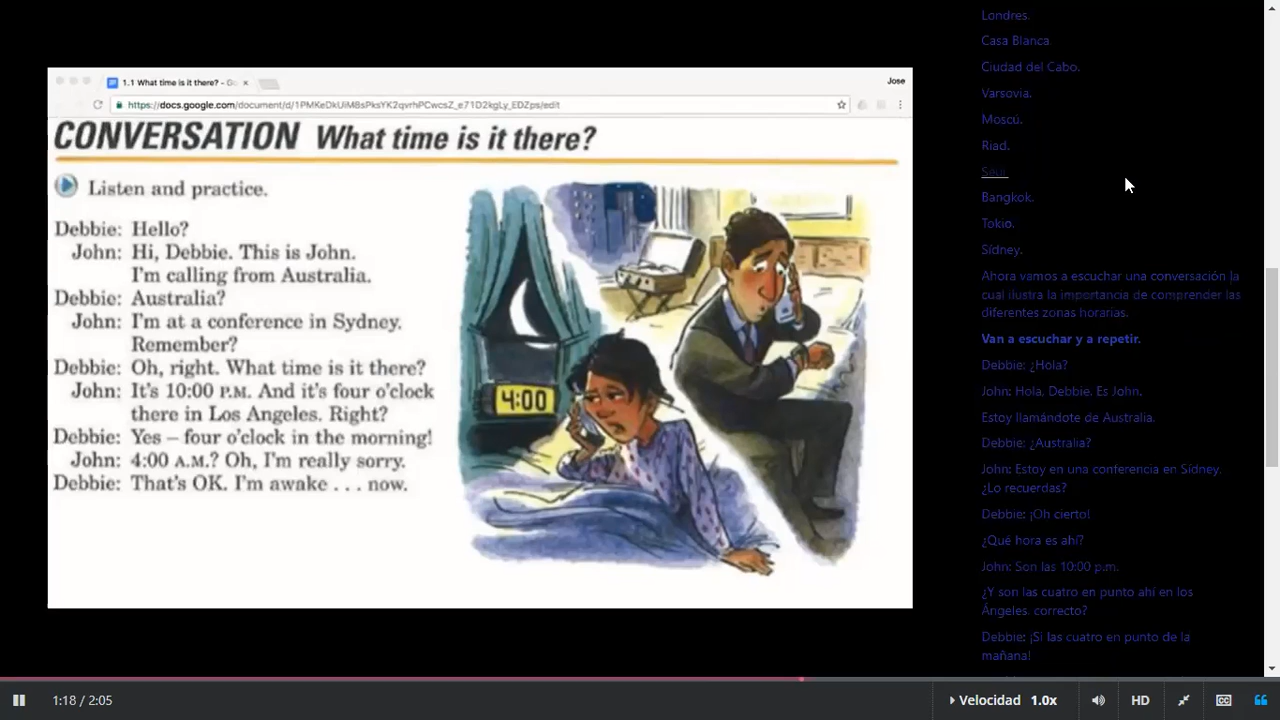 1.1 What time is it there? - Go
Jose
https://docs.google.com/document/d/1PMKeDkUiM8sPksYK2qvrhPCwcsZ_e71D2kgLy_EDZps/edit
CONVERSATION What time is it there?
Listen and practice.
Debbie: Hello?
John: Hi, Debbie. This is John.
I'm calling from Australia.
Debbie: Australia?
John: I'm at a conference in Sydney.
Remember?
Debbie: Oh, right. What time is it there?
John: It's 10:00 P.M. And it's four o'clock
there in Los Angeles. Right?
Debbie: Yes – four o'clock in the morning!
John: 4:00 A.M.? Oh, I'm really sorry.
Debbie: That's OK. I'm awake . . . now.
4:00
Londres.
Casa Blanca.
Ciudad del Cabo.
Varsovia.
Moscú.
Riad.
Seúl.
Bangkok.
Tokio.
Sídney.
Ahora vamos a escuchar una conversación la
cual ilustra la importancia de comprender las
diferentes zonas horarias.
Van a escuchar y a repetir.
Debbie: ¿Hola?
John: Hola, Debbie. Es John.
Estoy llamándote de Australia.
Debbie: ¿Australia?
John: Estoy en una conferencia en Sídney.
¿Lo recuerdas?
Debbie: ¡Oh cierto!
¿Qué hora es ahí?
John: Son las 10:00 p.m.
¿Y son las cuatro en punto ahí en los
Ángeles, correcto?
Debbie: ¡Si las cuatro en punto de la
mañana!
1:18 / 2:05
Velocidad 1.0x
HD
CC